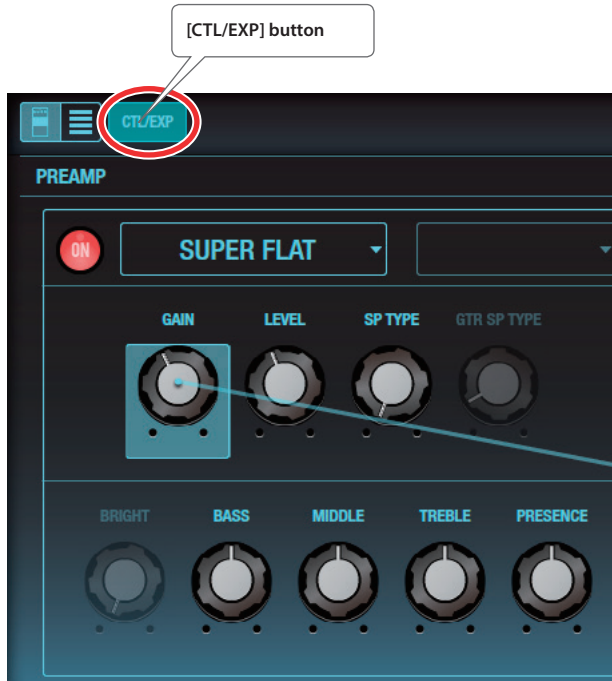 [CTL/EXP] button
CTL/EXP
PREAMP
ON
SUPER FLAT
GAIN LEVEL SP TYPE GTR SP TYPE
BRIGHT BASS MIDDLE TREBLE PRESENCE